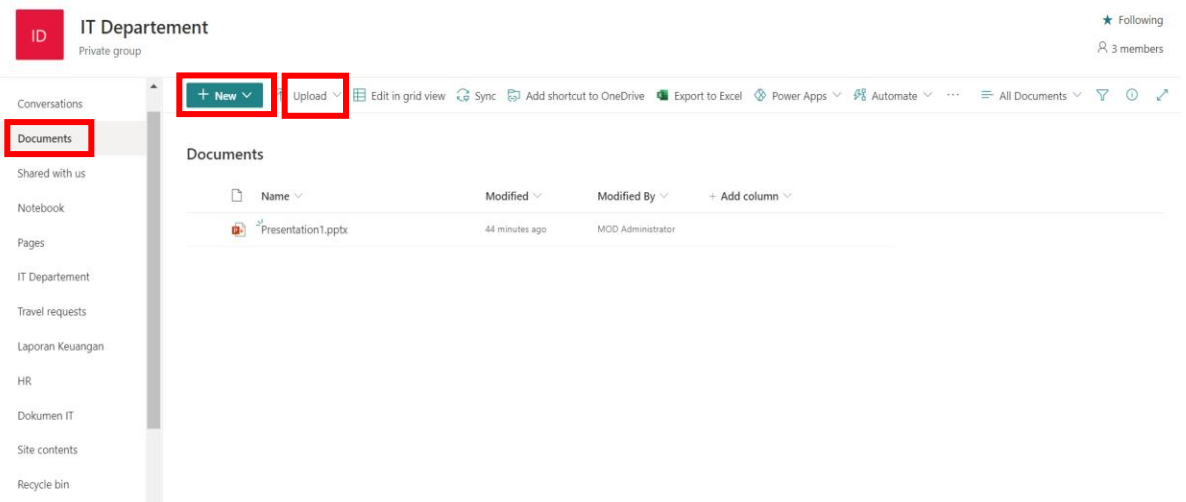 ID
IT Departement
Private group
Following
3 members
Conversations
Documents
Shared with us
Notebook
Pages
IT Departement
Travel requests
Laporan Keuangan
HR
Dokumen IT
Site contents
Recycle bin
+ New Upload Edit in grid view Sync Add shortcut to OneDrive Export to Excel Power Apps Automate ··· All Documents
Documents
Name Modified Modified By + Add column
Presentation1.pptx 44 minutes ago MOD Administrator